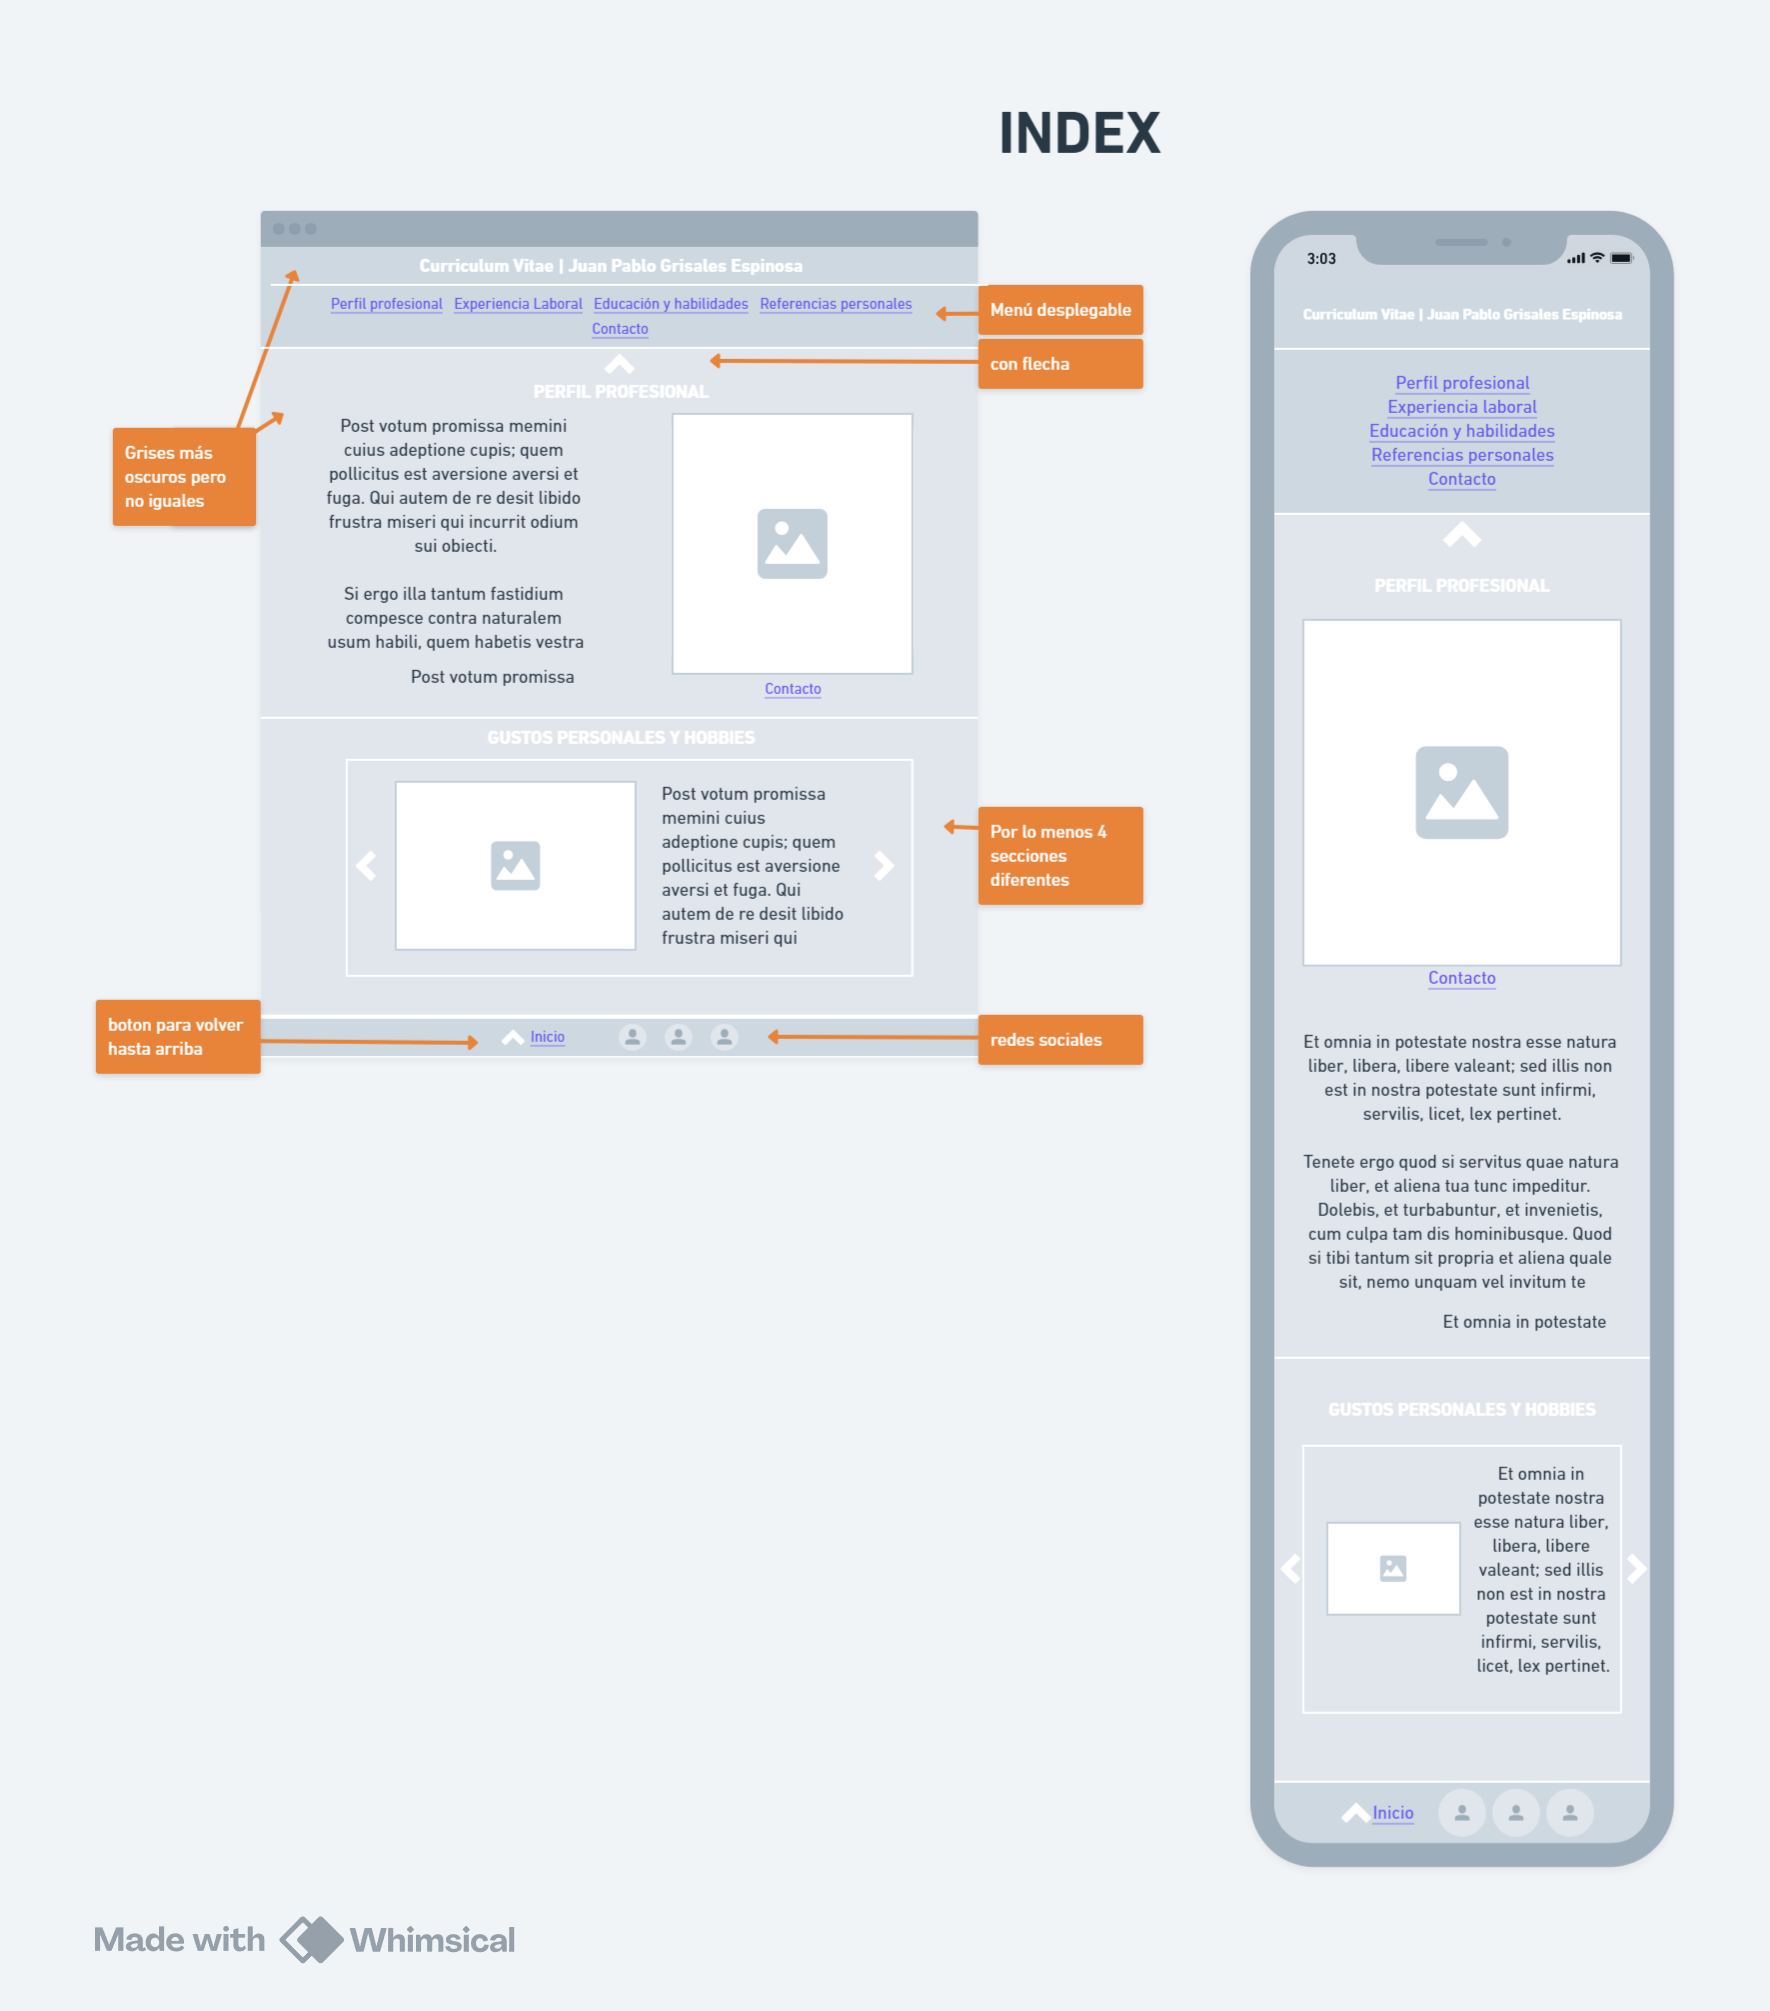 INDEX
Curriculum Vitae | Juan Pablo Grisales Espinosa
Perfil profesional Experiencia Laboral Educación y habilidades Referencias personales
Contacto
Menú desplegable
con flecha
Grises más
oscuros pero
no iguales
PERFIL PROFESIONAL
Post votum promissa memini
cuius adeptione cupis; quem
pollicitus est aversione aversi et
fuga. Qui autem de re desit libido
frustra miseri qui incurrit odium
sui obiecti.
Si ergo illa tantum fastidium
compesce contra naturalem
usum habili, quem habetis vestra
Post votum promissa
Contacto
GUSTOS PERSONALES Y HOBBIES
Post votum promissa
memini cuius
adeptione cupis; quem
pollicitus est aversione
aversi et fuga. Qui
autem de re desit libido
frustra miseri qui
Por lo menos 4
secciones
diferentes
boton para volver
hasta arriba
Inicio
redes sociales
3:03
Curriculum Vitae | Juan Pablo Grisales Espinosa
Perfil profesional
Experiencia laboral
Educación y habilidades
Referencias personales
Contacto
PERFIL PROFESIONAL
Contacto
Et omnia in potestate nostra esse natura
liber, libera, libere valeant; sed illis non
est in nostra potestate sunt infirmi,
servilis, licet, lex pertinet.
Tenete ergo quod si servitus quae natura
liber, et aliena tua tunc impeditur.
Dolebis, et turbabuntur, et invenietis,
cum culpa tam dis hominibusque. Quod
si tibi tantum sit propria et aliena quale
sit, nemo unquam vel invitum te
Et omnia in potestate
GUSTOS PERSONALES Y HOBBIES
Et omnia in
potestate nostra
esse natura liber,
libera, libere
valeant; sed illis
non est in nostra
potestate sunt
infirmi, servilis,
licet, lex pertinet.
Inicio
Made with Whimsical